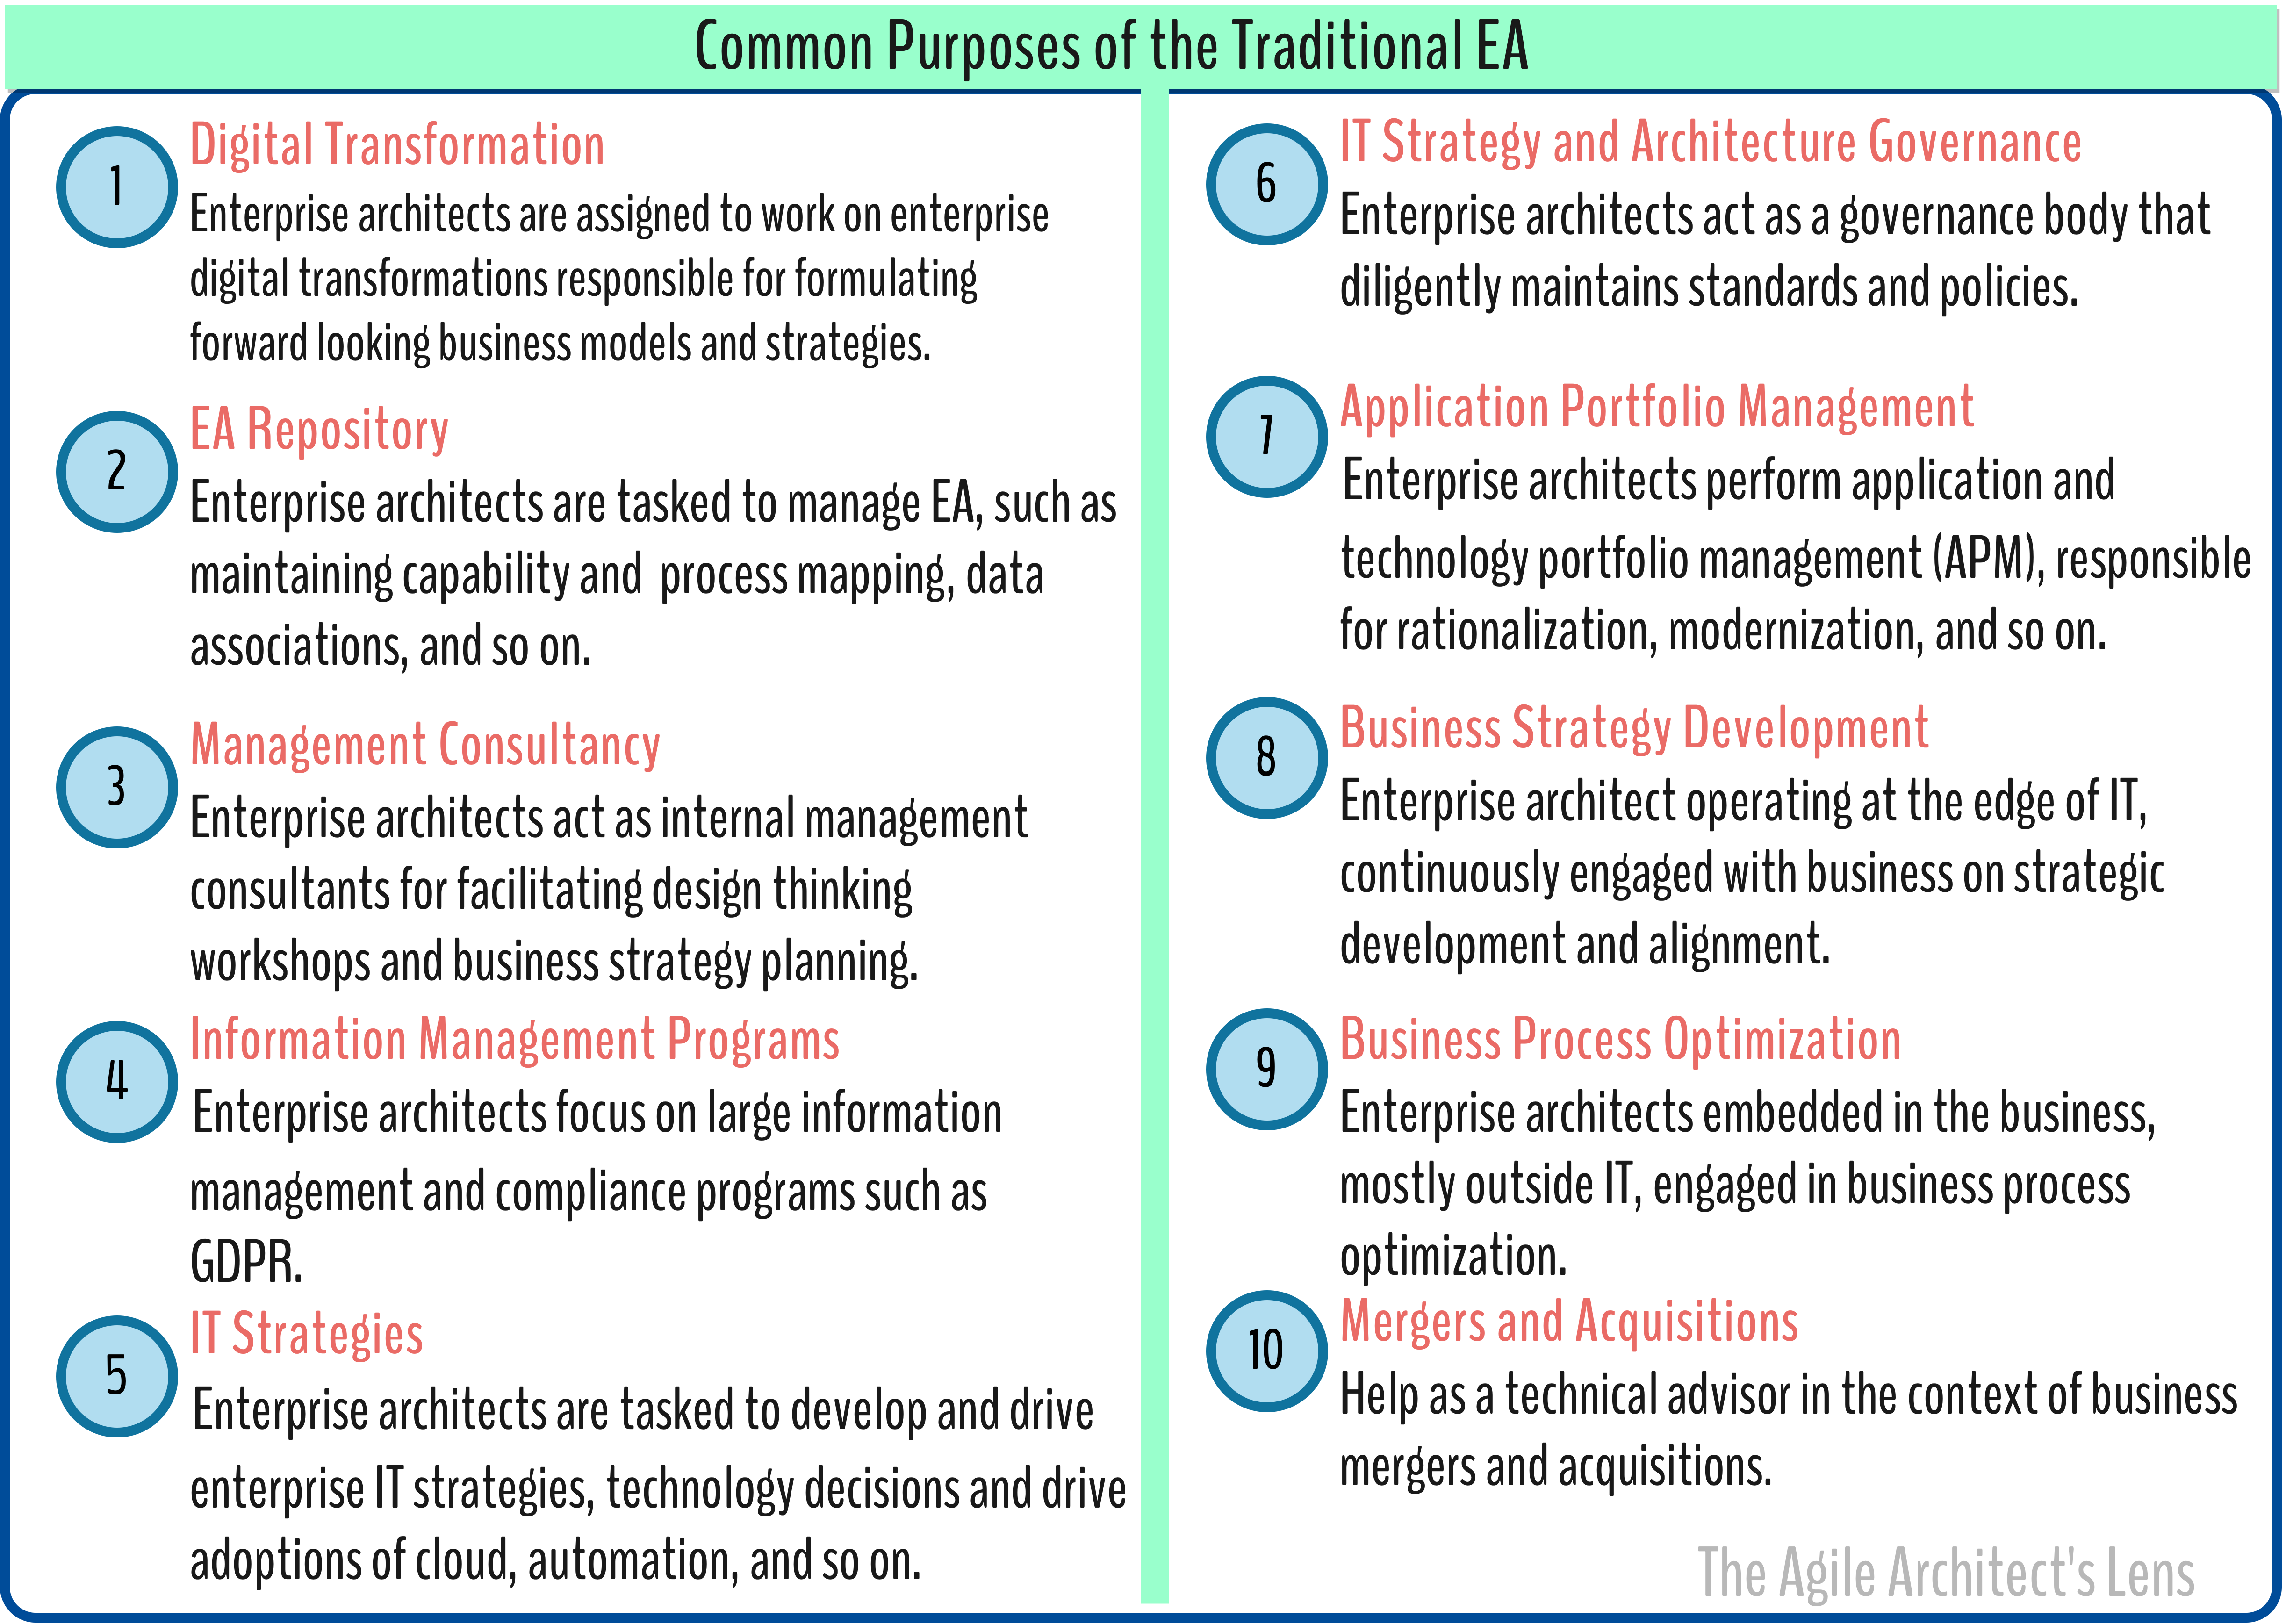 Common Purposes of the Traditional EA
1
Digital Transformation
Enterprise architects are assigned to work on enterprise
digital transformations responsible for formulating
forward looking business models and strategies.
2
EA Repository
Enterprise architects are tasked to manage EA, such as
maintaining capability and process mapping, data
associations, and so on.
3
Management Consultancy
Enterprise architects act as internal management
consultants for facilitating design thinking
workshops and business strategy planning.
4
Information Management Programs
Enterprise architects focus on large information
management and compliance programs such as
GDPR.
5
IT Strategies
Enterprise architects are tasked to develop and drive
enterprise IT strategies, technology decisions and drive
adoptions of cloud, automation, and so on.
6
IT Strategy and Architecture Governance
Enterprise architects act as a governance body that
diligently maintains standards and policies.
7
Application Portfolio Management
Enterprise architects perform application and
technology portfolio management (APM), responsible
for rationalization, modernization, and so on.
8
Business Strategy Development
Enterprise architect operating at the edge of IT,
continuously engaged with business on strategic
development and alignment.
9
Business Process Optimization
Enterprise architects embedded in the business,
mostly outside IT, engaged in business process
optimization.
10
Mergers and Acquisitions
Help as a technical advisor in the context of business
mergers and acquisitions.
The Agile Architect's Lens